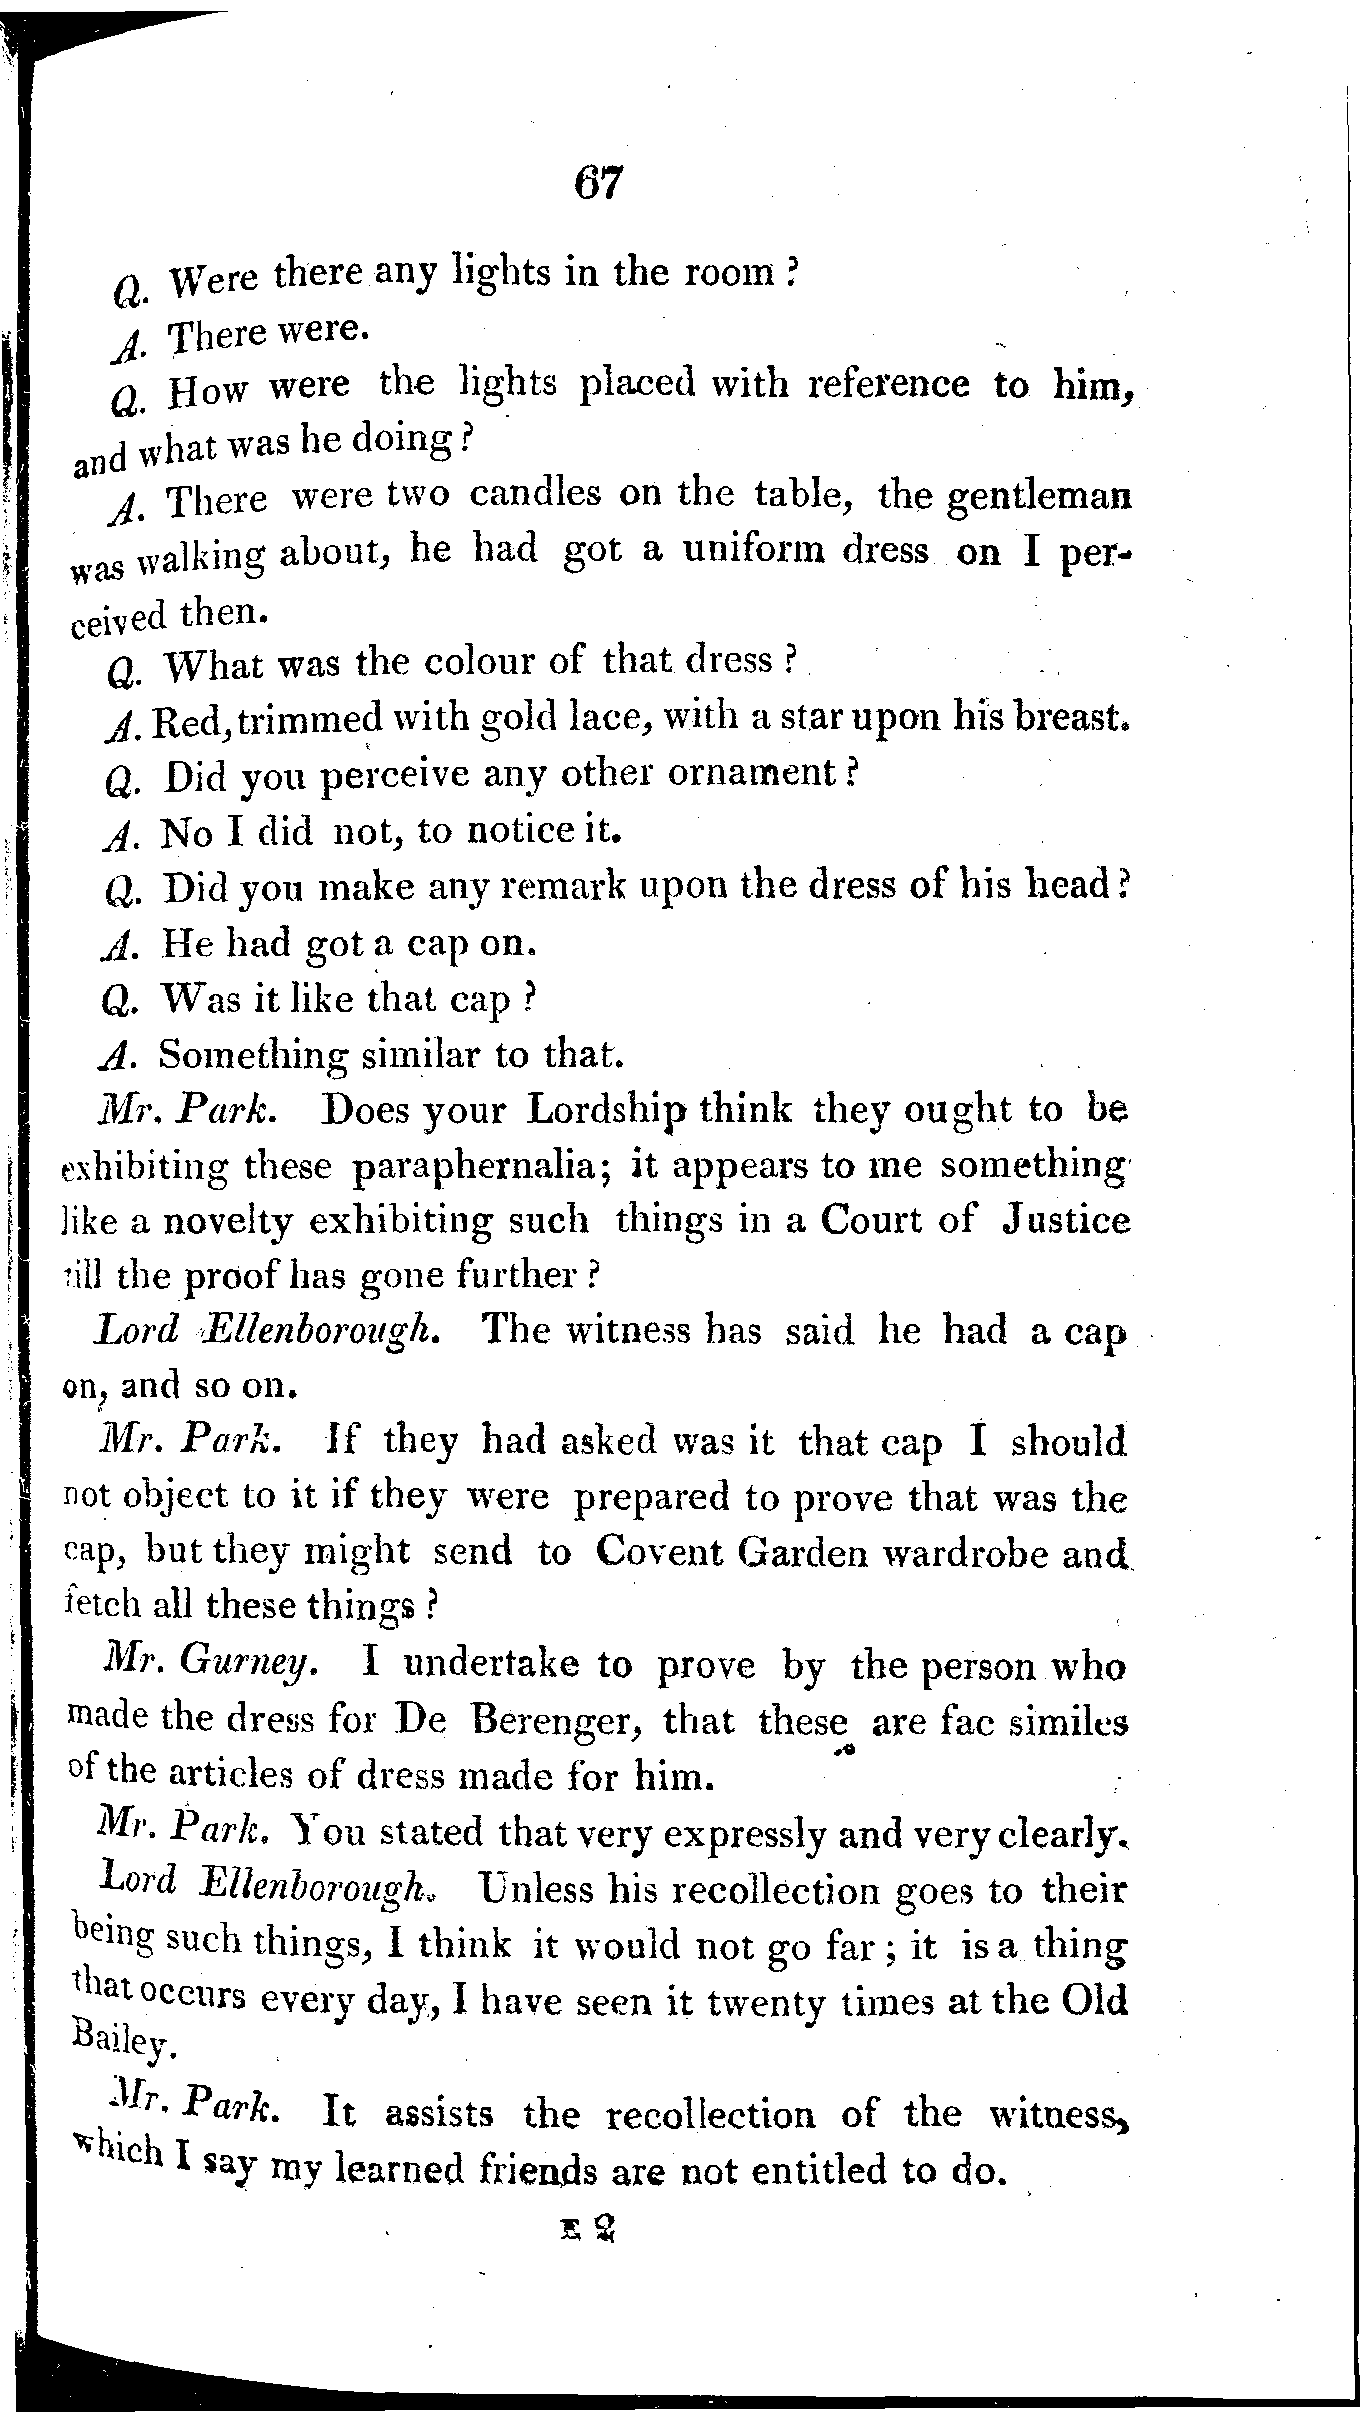 67
Q. Were there any lights in the room ?
A. There were.
Q. How were the lights placed with reference to him,
and what was he doing ?
A. There were two candles on the table, the gentleman
was walking about, he had got a uniform dress on I per-
ceived then.
Q. What was the colour of that dress ?
A. Red, trimmed with gold lace, with a star upon his breast.
Q. Did you perceive any other ornament ?
A. No I did not, to notice it.
Q. Did you make any remark upon the dress of his head ?
A. He had got a cap on.
Q. Was it like that cap ?
A. Something similar to that.
Mr. Park. Does your Lordship think they ought to be
exhibiting these paraphernalia; it appears to me something
like a novelty exhibiting such things in a Court of Justice
till the proof has gone further ?
Lord Ellenborough. The witness has said he had a cap
on, and so on.
Mr. Park. If they had asked was it that cap I should
not object to it if they were prepared to prove that was the
cap, but they might send to Covent Garden wardrobe and
fetch all these things ?
Mr. Gurney. I undertake to prove by the person who
made the dress for De Berenger, that these are fac similes
of the articles of dress made for him.
Mr. Park. You stated that very expressly and very clearly.
Lord Ellenborough. Unless his recollection goes to their
being such things, I think it would not go far ; it is a thing
that occurs every day, I have seen it twenty times at the Old
Bailey.
Mr. Park. It assists the recollection of the witness,
which I say my learned friends are not entitled to do.
E 2